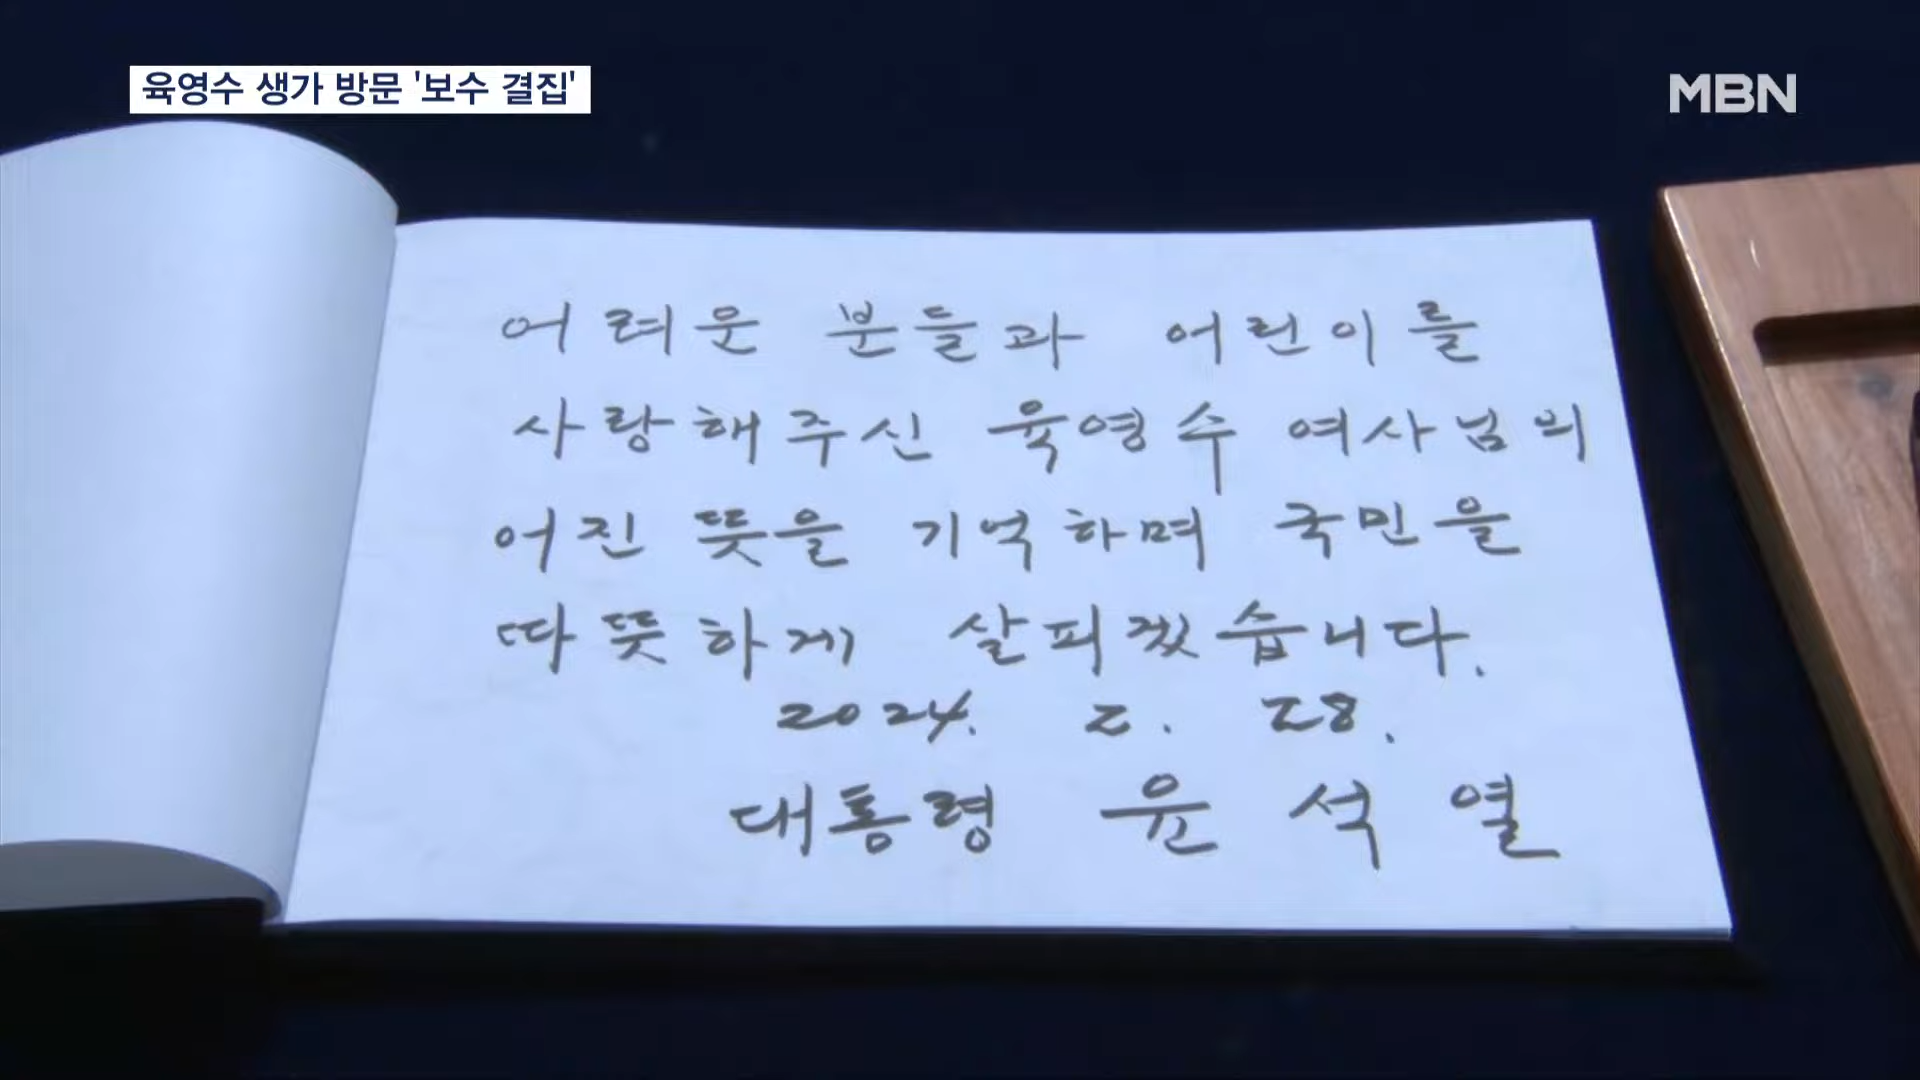 육영수 생가 방문 '보수 결집'
MBN
어려운 분들과 어린이를
사랑해주신 육영수 여사님의
어진 뜻을 기억하며 국민을
따뜻하게 살피겠습니다.
2024. 2. 28.
대통령 윤석열